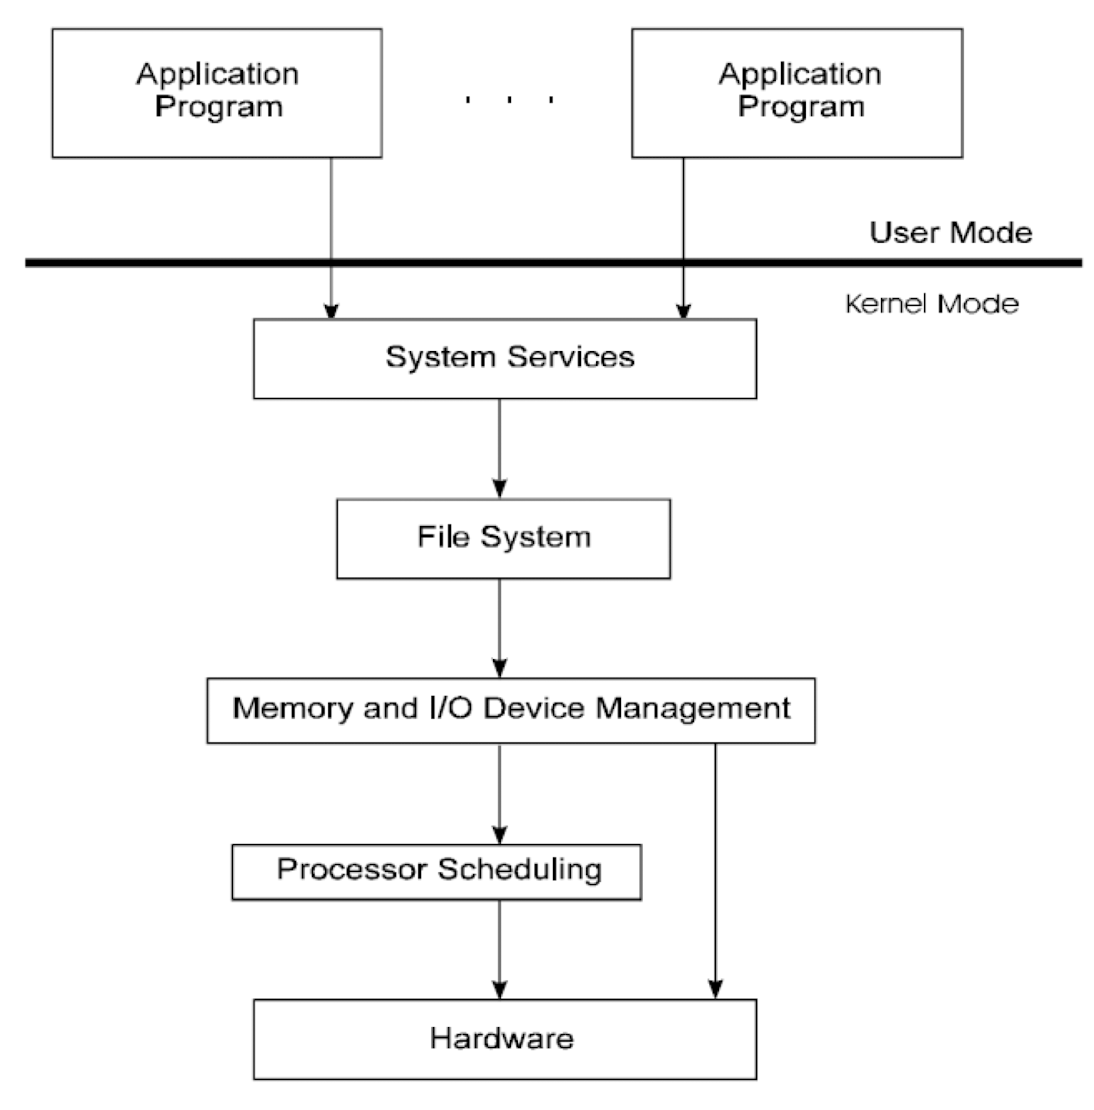 Application
Program
. . .
Application
Program
User Mode
Kernel Mode
System Services
File System
Memory and I/O Device Management
Processor Scheduling
Hardware